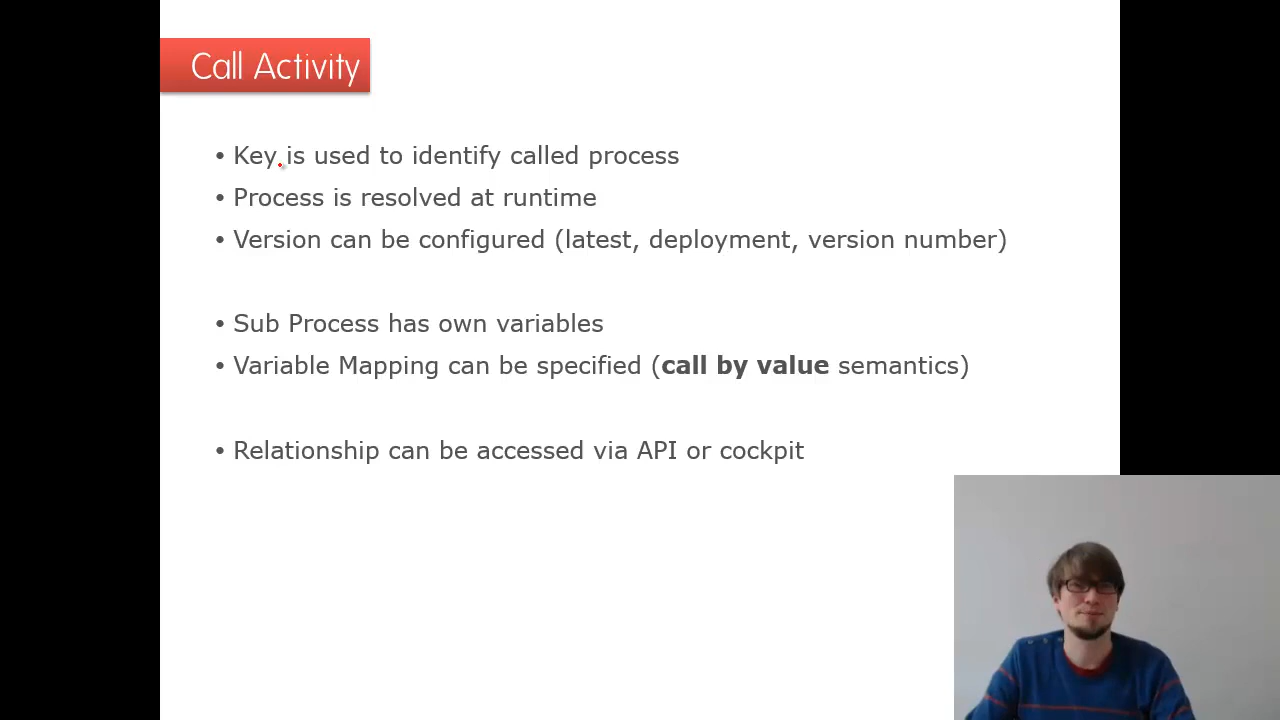 Call Activity
• Key is used to identify called process
• Process is resolved at runtime
• Version can be configured (latest, deployment, version number)
• Sub Process has own variables
• Variable Mapping can be specified (call by value semantics)
• Relationship can be accessed via API or cockpit